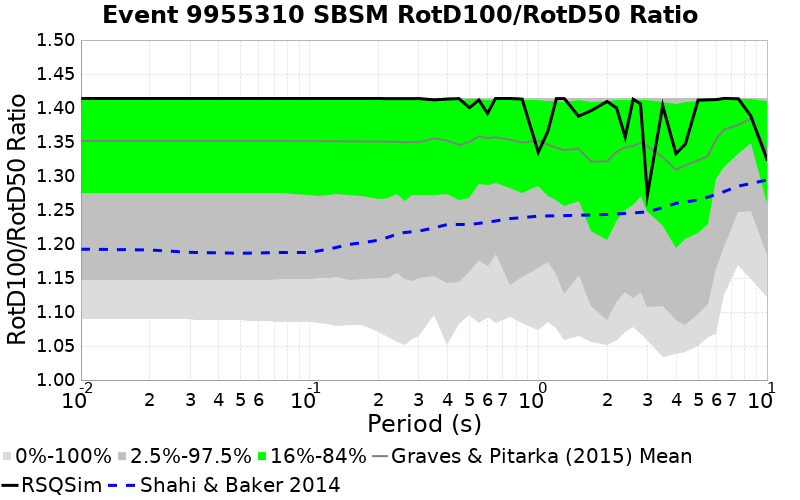 Event 9955310 SBSM RotD100/RotD50 Ratio
RotD100/RotD50 Ratio
1.50
1.45
1.40
1.35
1.30
1.25
1.20
1.15
1.10
1.05
1.00
10-2 2 3 4 5 6 10-1 2 3 4 5 6 7 100 2 3 4 5 6 7 101
Period (s)
0%-100% 2.5%-97.5% 16%-84% Graves & Pitarka (2015) Mean
RSQSim Shahi & Baker 2014